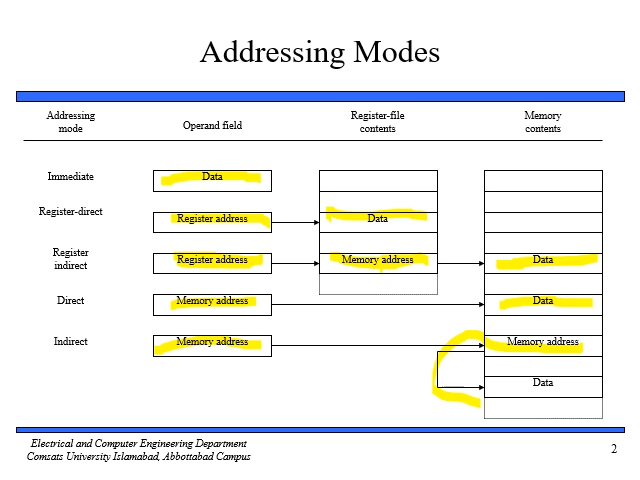 Addressing Modes
Addressing
mode
Operand field
Register-file
contents
Memory
contents
Immediate
Data
Register-direct
Register address
Data
Register
indirect
Register address
Memory address
Data
Direct
Memory address
Data
Indirect
Memory address
Memory address
Data
Electrical and Computer Engineering Department
Comsats University Islamabad, Abbottabad Campus
2